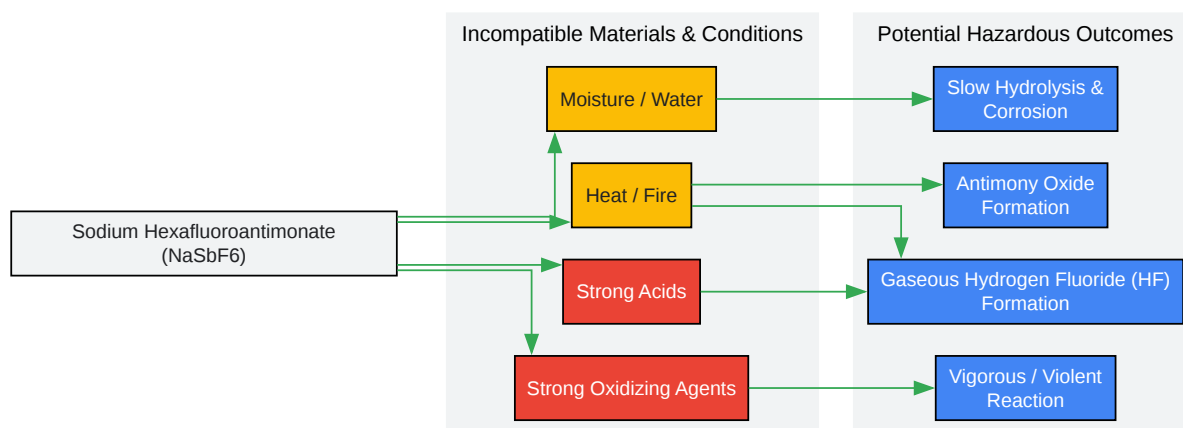 Incompatible Materials & Conditions
Potential Hazardous Outcomes
Moisture / Water
Slow Hydrolysis &
Corrosion
Heat / Fire
Antimony Oxide
Formation
Sodium Hexafluoroantimonate
(NaSbF6)
Strong Acids
Gaseous Hydrogen Fluoride (HF)
Formation
Strong Oxidizing Agents
Vigorous / Violent
Reaction